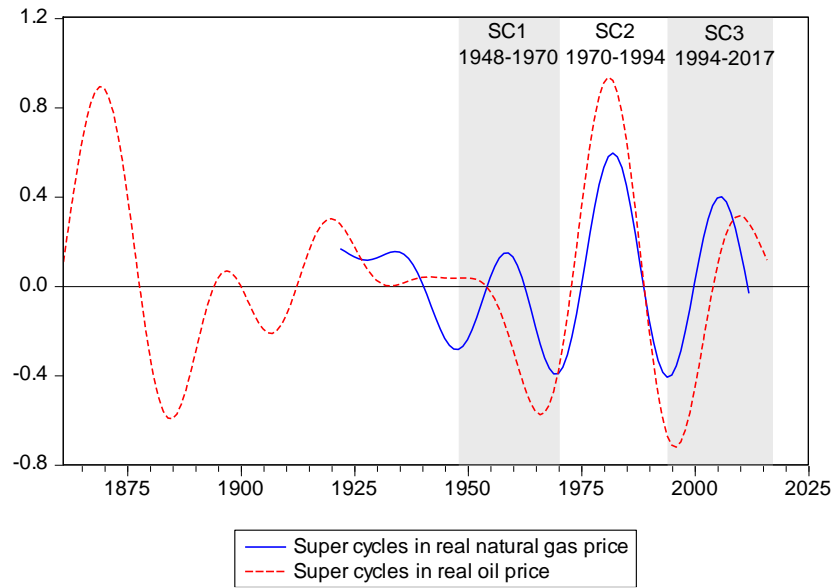 1.2
0.8
0.4
0.0
-0.4
-0.8
SC1
1948-1970
SC2
1970-1994
SC3
1994-2017
1875 1900 1925 1950 1975 2000 2025
Super cycles in real natural gas price
Super cycles in real oil price